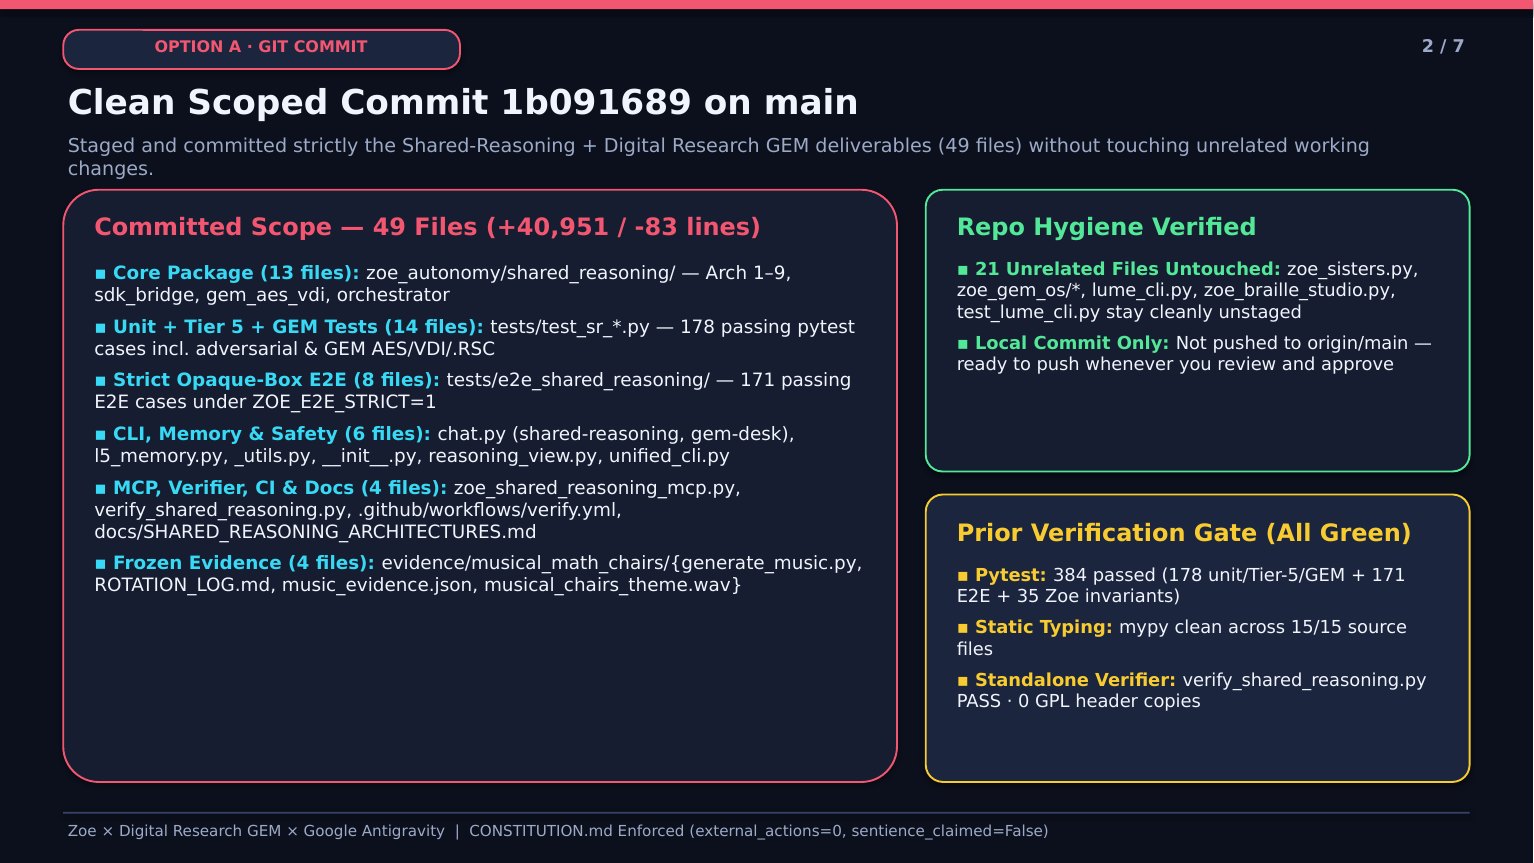 OPTION A · GIT COMMIT
2 / 7
Clean Scoped Commit 1b091689 on main
Staged and committed strictly the Shared-Reasoning + Digital Research GEM deliverables (49 files) without touching unrelated working
changes.
Committed Scope — 49 Files (+40,951 / -83 lines)
▪ Core Package (13 files): zoe_autonomy/shared_reasoning/ — Arch 1–9,
sdk_bridge, gem_aes_vdi, orchestrator
▪ Unit + Tier 5 + GEM Tests (14 files): tests/test_sr_*.py — 178 passing pytest
cases incl. adversarial & GEM AES/VDI/.RSC
▪ Strict Opaque-Box E2E (8 files): tests/e2e_shared_reasoning/ — 171 passing
E2E cases under ZOE_E2E_STRICT=1
▪ CLI, Memory & Safety (6 files): chat.py (shared-reasoning, gem-desk),
l5_memory.py, _utils.py, __init__.py, reasoning_view.py, unified_cli.py
▪ MCP, Verifier, CI & Docs (4 files): zoe_shared_reasoning_mcp.py,
verify_shared_reasoning.py, .github/workflows/verify.yml,
docs/SHARED_REASONING_ARCHITECTURES.md
▪ Frozen Evidence (4 files): evidence/musical_math_chairs/{generate_music.py,
ROTATION_LOG.md, music_evidence.json, musical_chairs_theme.wav}
Repo Hygiene Verified
▪ 21 Unrelated Files Untouched: zoe_sisters.py,
zoe_gem_os/*, lume_cli.py, zoe_braille_studio.py,
test_lume_cli.py stay cleanly unstaged
▪ Local Commit Only: Not pushed to origin/main —
ready to push whenever you review and approve
Prior Verification Gate (All Green)
▪ Pytest: 384 passed (178 unit/Tier-5/GEM + 171
E2E + 35 Zoe invariants)
▪ Static Typing: mypy clean across 15/15 source
files
▪ Standalone Verifier: verify_shared_reasoning.py
PASS · 0 GPL header copies
Zoe × Digital Research GEM × Google Antigravity | CONSTITUTION.md Enforced (external_actions=0, sentience_claimed=False)